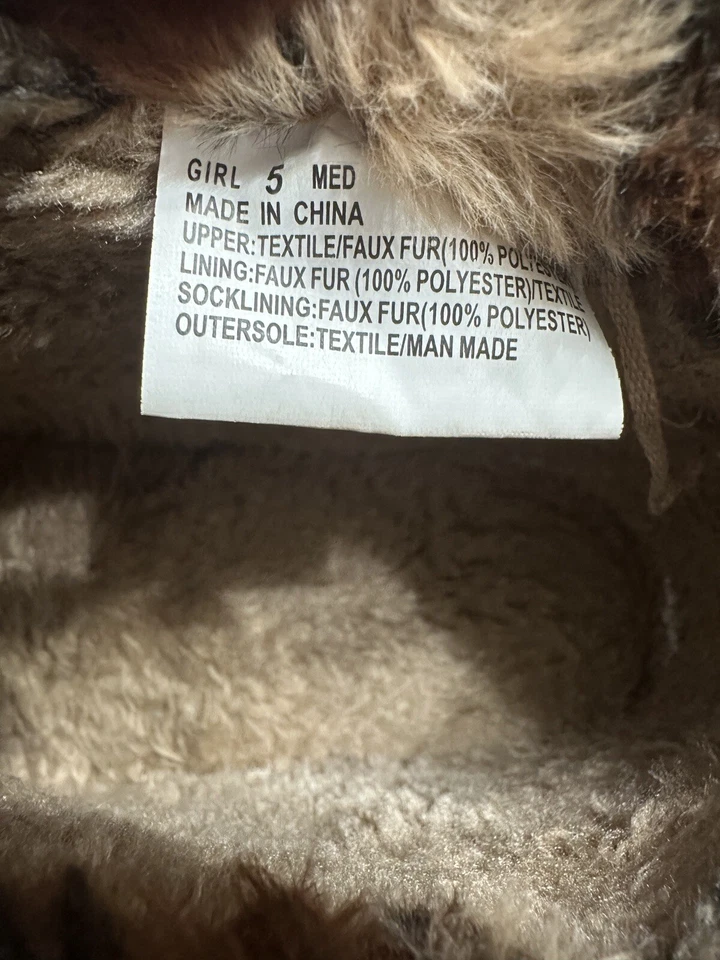 GIRL 5 MED
MADE IN CHINA
UPPER:TEXTILE/FAUX FUR(100%
LINING:FAUX FUR (100% POLYESTER)/TEXTILE
SOCKLINING:FAUX FUR(100% POLYESTER)
OUTERSOLE:TEXTILE/MAN MADE